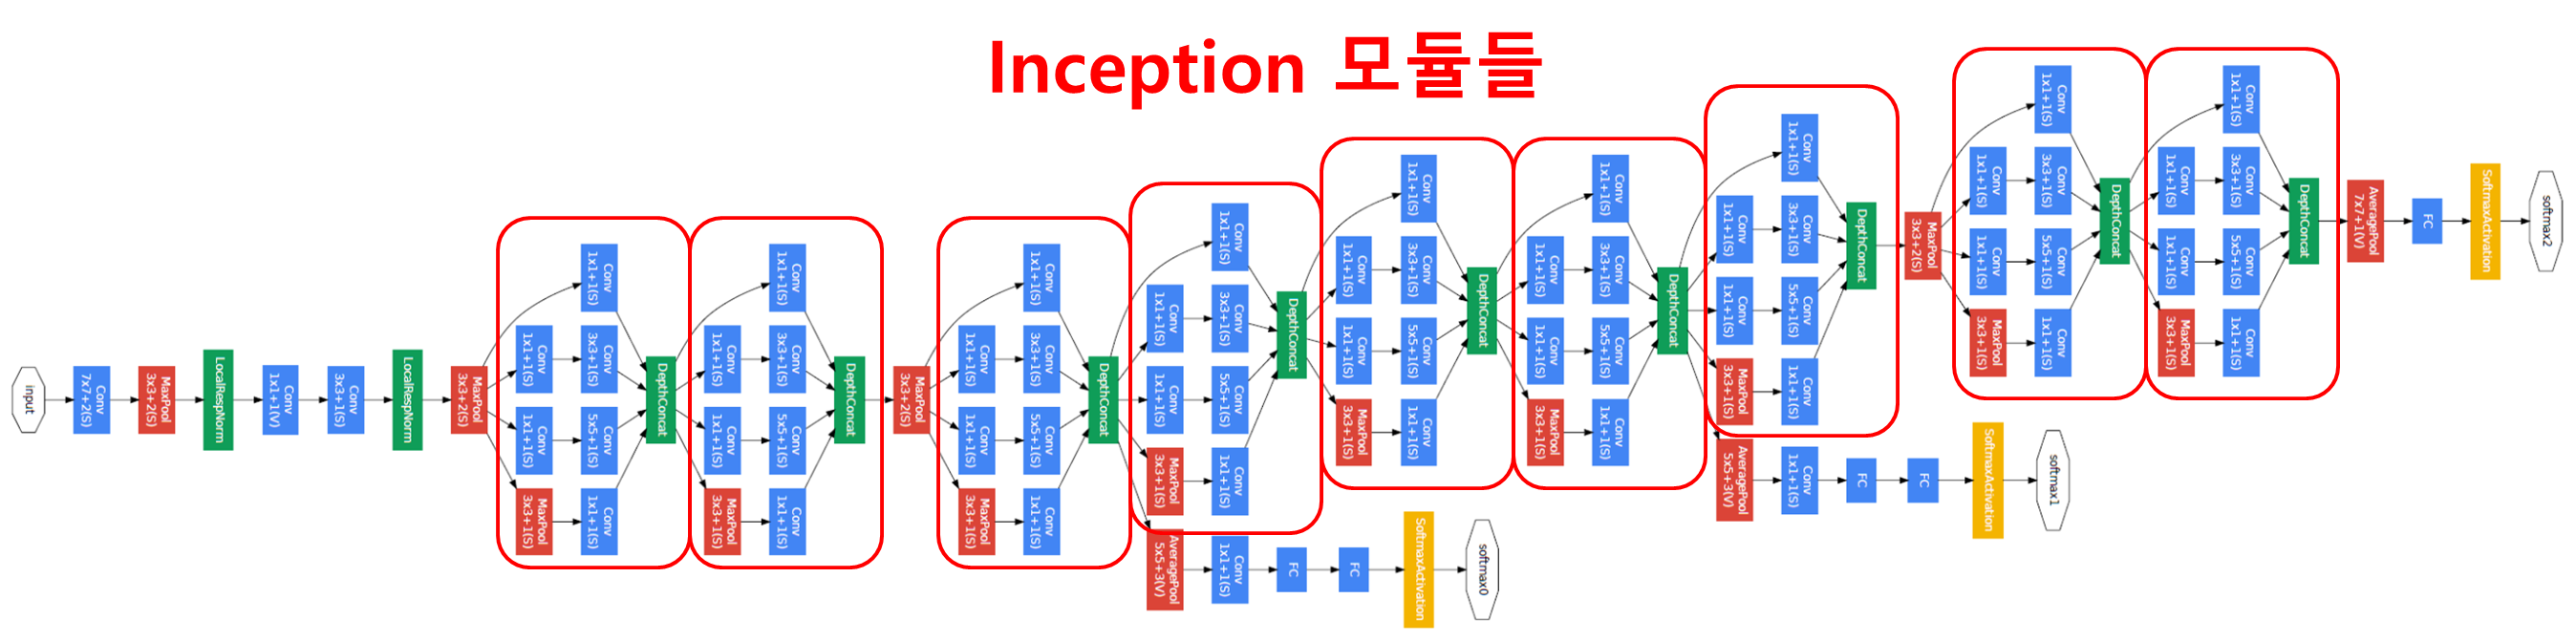 Inception 모듈들
input
Conv
7x7+2(S)
MaxPool
3x3+2(S)
LocalRespNorm
Conv
1x1+1(V)
Conv
3x3+1(S)
LocalRespNorm
MaxPool
3x3+2(S)
Conv
1x1+1(S)
Conv
1x1+1(S)
Conv
3x3+1(S)
Conv
1x1+1(S)
Conv
5x5+1(S)
MaxPool
3x3+1(S)
Conv
1x1+1(S)
DepthConcat
Conv
1x1+1(S)
Conv
1x1+1(S)
Conv
3x3+1(S)
Conv
1x1+1(S)
Conv
5x5+1(S)
MaxPool
3x3+1(S)
Conv
1x1+1(S)
DepthConcat
MaxPool
3x3+2(S)
Conv
1x1+1(S)
Conv
1x1+1(S)
Conv
3x3+1(S)
Conv
1x1+1(S)
Conv
5x5+1(S)
MaxPool
3x3+1(S)
Conv
1x1+1(S)
DepthConcat
Conv
1x1+1(S)
Conv
1x1+1(S)
Conv
3x3+1(S)
Conv
1x1+1(S)
Conv
5x5+1(S)
MaxPool
3x3+1(S)
Conv
1x1+1(S)
DepthConcat
AveragePool
5x5+3(V)
Conv
1x1+1(S)
FC
FC
SoftmaxActivation
softmax0
Conv
1x1+1(S)
Conv
1x1+1(S)
Conv
3x3+1(S)
Conv
1x1+1(S)
Conv
5x5+1(S)
MaxPool
3x3+1(S)
Conv
1x1+1(S)
DepthConcat
Conv
1x1+1(S)
Conv
1x1+1(S)
Conv
3x3+1(S)
Conv
1x1+1(S)
Conv
5x5+1(S)
MaxPool
3x3+1(S)
Conv
1x1+1(S)
DepthConcat
Conv
1x1+1(S)
Conv
1x1+1(S)
Conv
3x3+1(S)
Conv
1x1+1(S)
Conv
5x5+1(S)
MaxPool
3x3+1(S)
Conv
1x1+1(S)
DepthConcat
AveragePool
5x5+3(V)
Conv
1x1+1(S)
FC
FC
SoftmaxActivation
softmax1
MaxPool
3x3+2(S)
Conv
1x1+1(S)
Conv
1x1+1(S)
Conv
3x3+1(S)
Conv
1x1+1(S)
Conv
5x5+1(S)
MaxPool
3x3+1(S)
Conv
1x1+1(S)
DepthConcat
Conv
1x1+1(S)
Conv
1x1+1(S)
Conv
3x3+1(S)
Conv
1x1+1(S)
Conv
5x5+1(S)
MaxPool
3x3+1(S)
Conv
1x1+1(S)
DepthConcat
AveragePool
7x7+1(V)
FC
SoftmaxActivation
softmax2